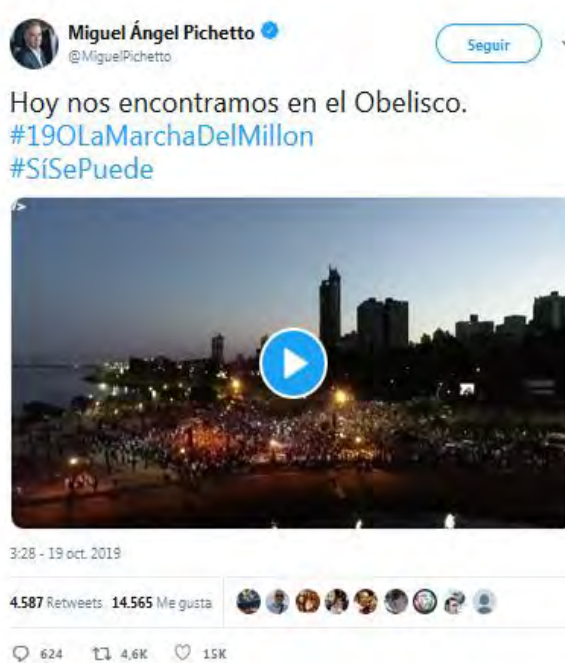 Miguel Ángel Pichetto
@MiguelPichetto
Seguir
Hoy nos encontramos en el Obelisco.
#19OLaMarchaDelMillon
#SíSePuede
3:28 - 19 oct. 2019
4.587 Retweets 14.565 Me gusta
624 4,6K 15K